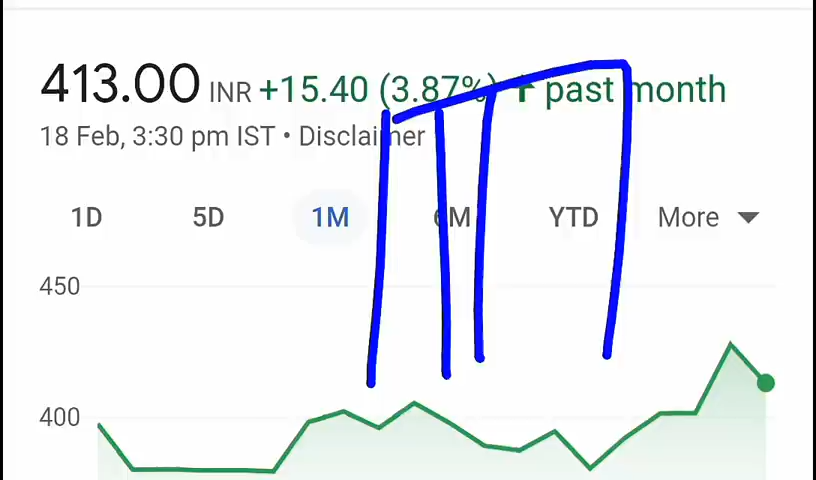 413.00 INR +15.40 (3.87%) ↑ past month
18 Feb, 3:30 pm IST • Disclaimer
1D 5D 1M 6M YTD More
450
400